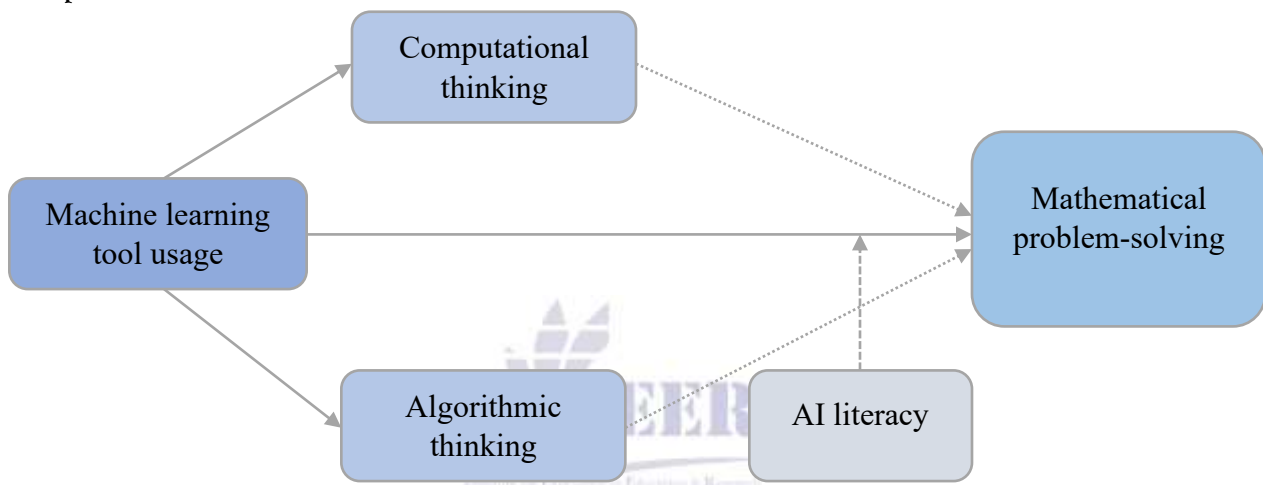 Computational
thinking
Machine learning
tool usage
Mathematical
problem-solving
Algorithmic
thinking
AI literacy